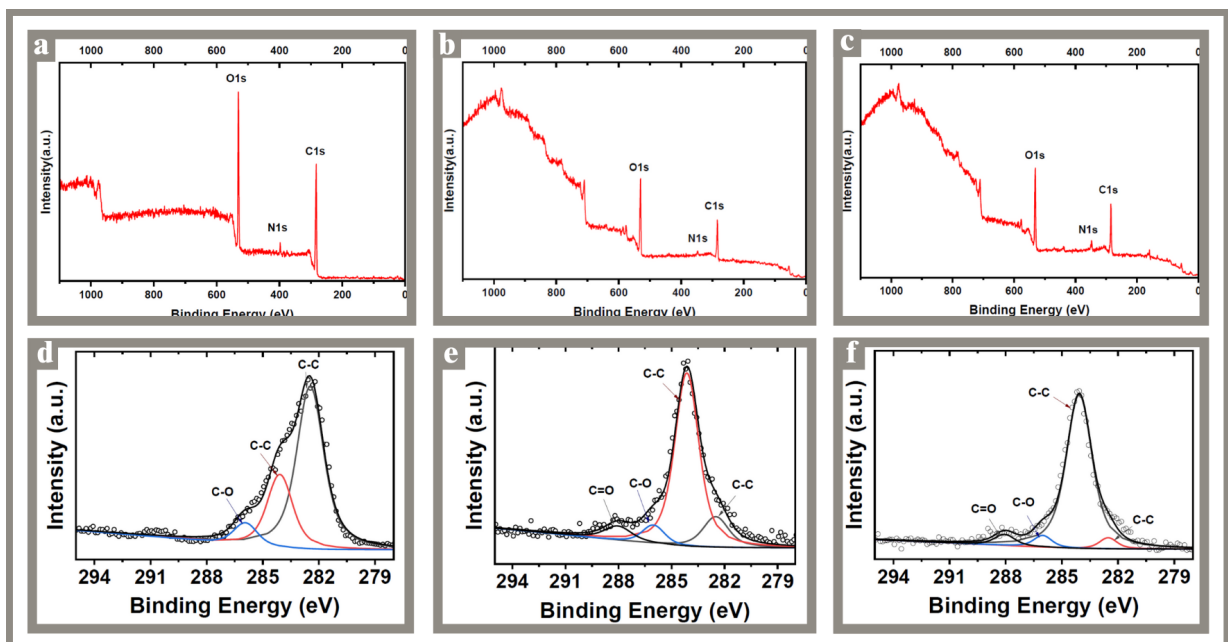 a
1000 800 600 400 200 0
O1s
C1s
N1s
Intensity(a.u.)
1000 800 600 400 200 0
Binding Energy (eV)
b
1000 800 600 400 200 0
O1s
C1s
N1s
Intensity(a.u.)
1000 800 600 400 200 0
Binding Energy (eV)
c
1000 800 600 400 200 0
O1s
C1s
N1s
Intensity(a.u.)
1000 800 600 400 200 0
Binding Energy (eV)
d
C-C
C-C
C-O
Intensity (a.u.)
294 291 288 285 282 279
Binding Energy (eV)
e
C-C
C=O
C-O
C-C
Intensity (a.u.)
294 291 288 285 282 279
Binding Energy (eV)
f
C-C
C=O
C-O
C-C
Intensity (a.u.)
294 291 288 285 282 279
Binding Energy (eV)